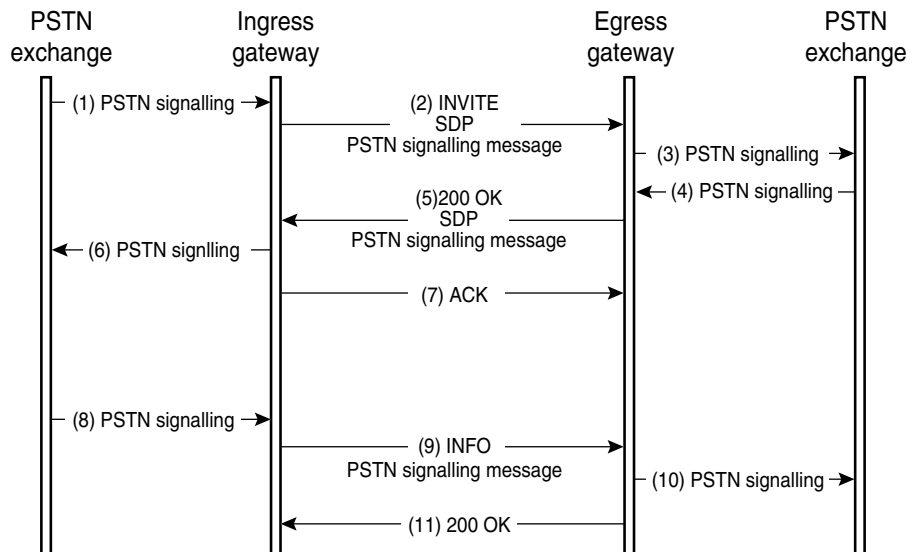 PSTN
exchange
Ingress
gateway
Egress
gateway
PSTN
exchange
(1) PSTN signalling
(2) INVITE
SDP
PSTN signalling message
(3) PSTN signalling
(4) PSTN signalling
(5)200 OK
SDP
PSTN signalling message
(6) PSTN signlling
(7) ACK
(8) PSTN signalling
(9) INFO
PSTN signalling message
(10) PSTN signalling
(11) 200 OK